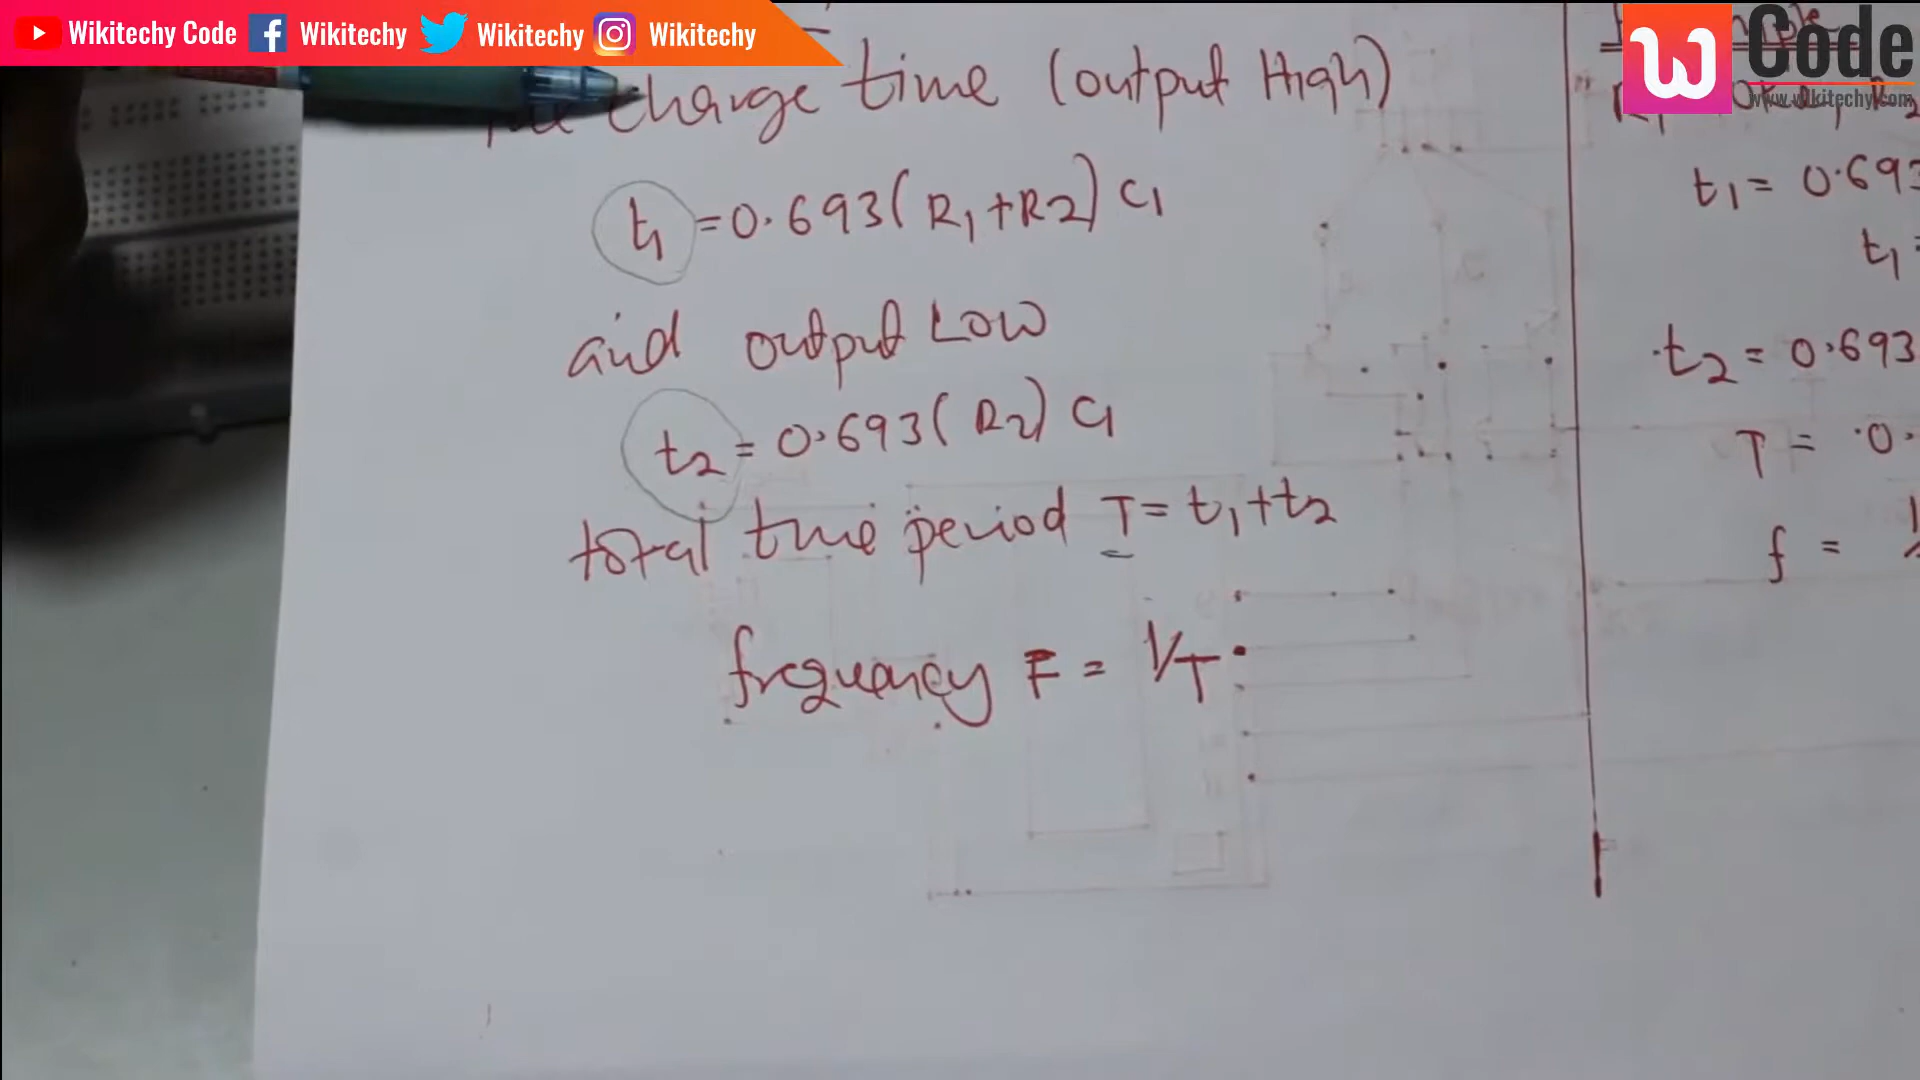 Wikitechy Code Wikitechy Wikitechy Wikitechy
Code
www.wikitechy.com
charge time (output High)
t1 = 0.693(R1+R2) C1
and output Low
t2 = 0.693(R2) C1
total time period T = t1+t2
frequency F = 1/T
t1 = 0.693
t1 =
t2 = 0.693
T = 0.
f =